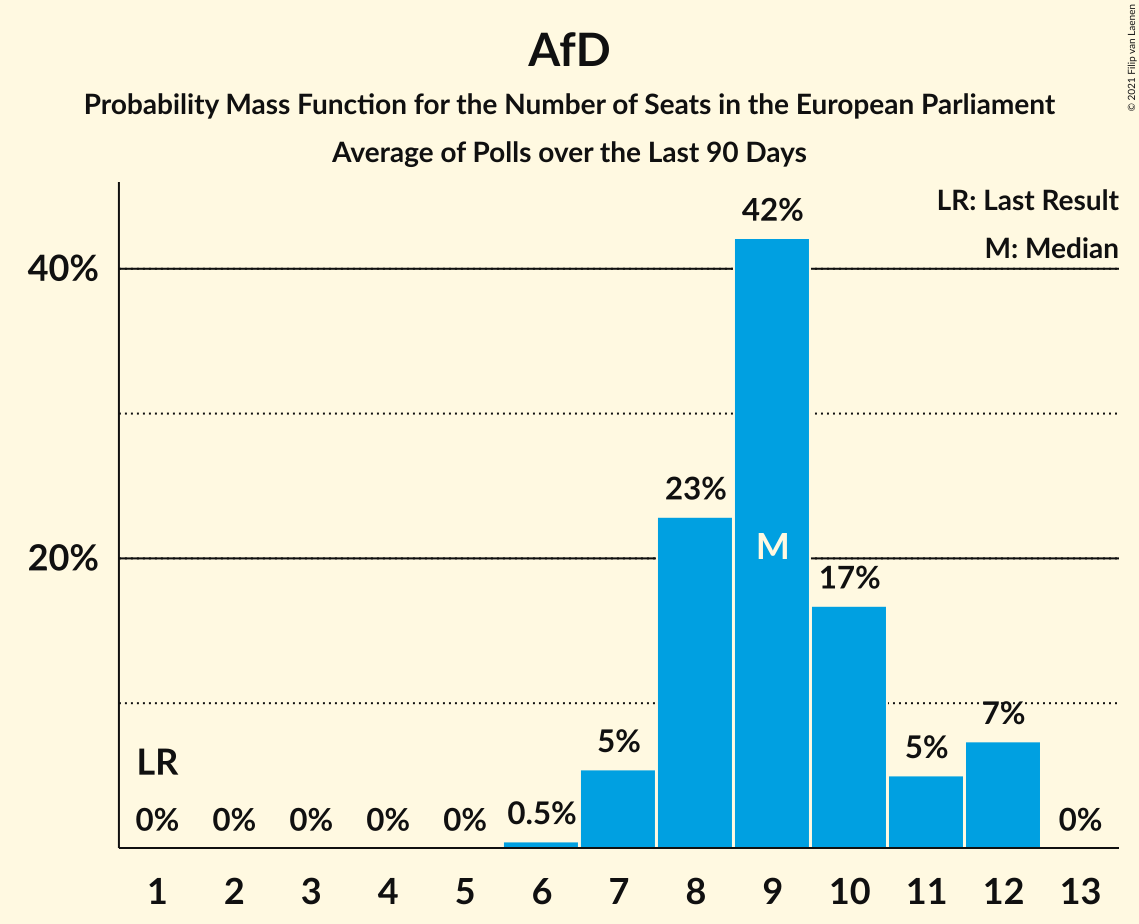 AfD
Probability Mass Function for the Number of Seats in the European Parliament
Average of Polls over the Last 90 Days
© 2021 Filip van Laenen
LR: Last Result
M: Median
40%
20%
42%
23%
M
17%
7%
5%
5%
LR
0% 0% 0% 0% 0% 0.5% 0%
1 2 3 4 5 6 7 8 9 10 11 12 13